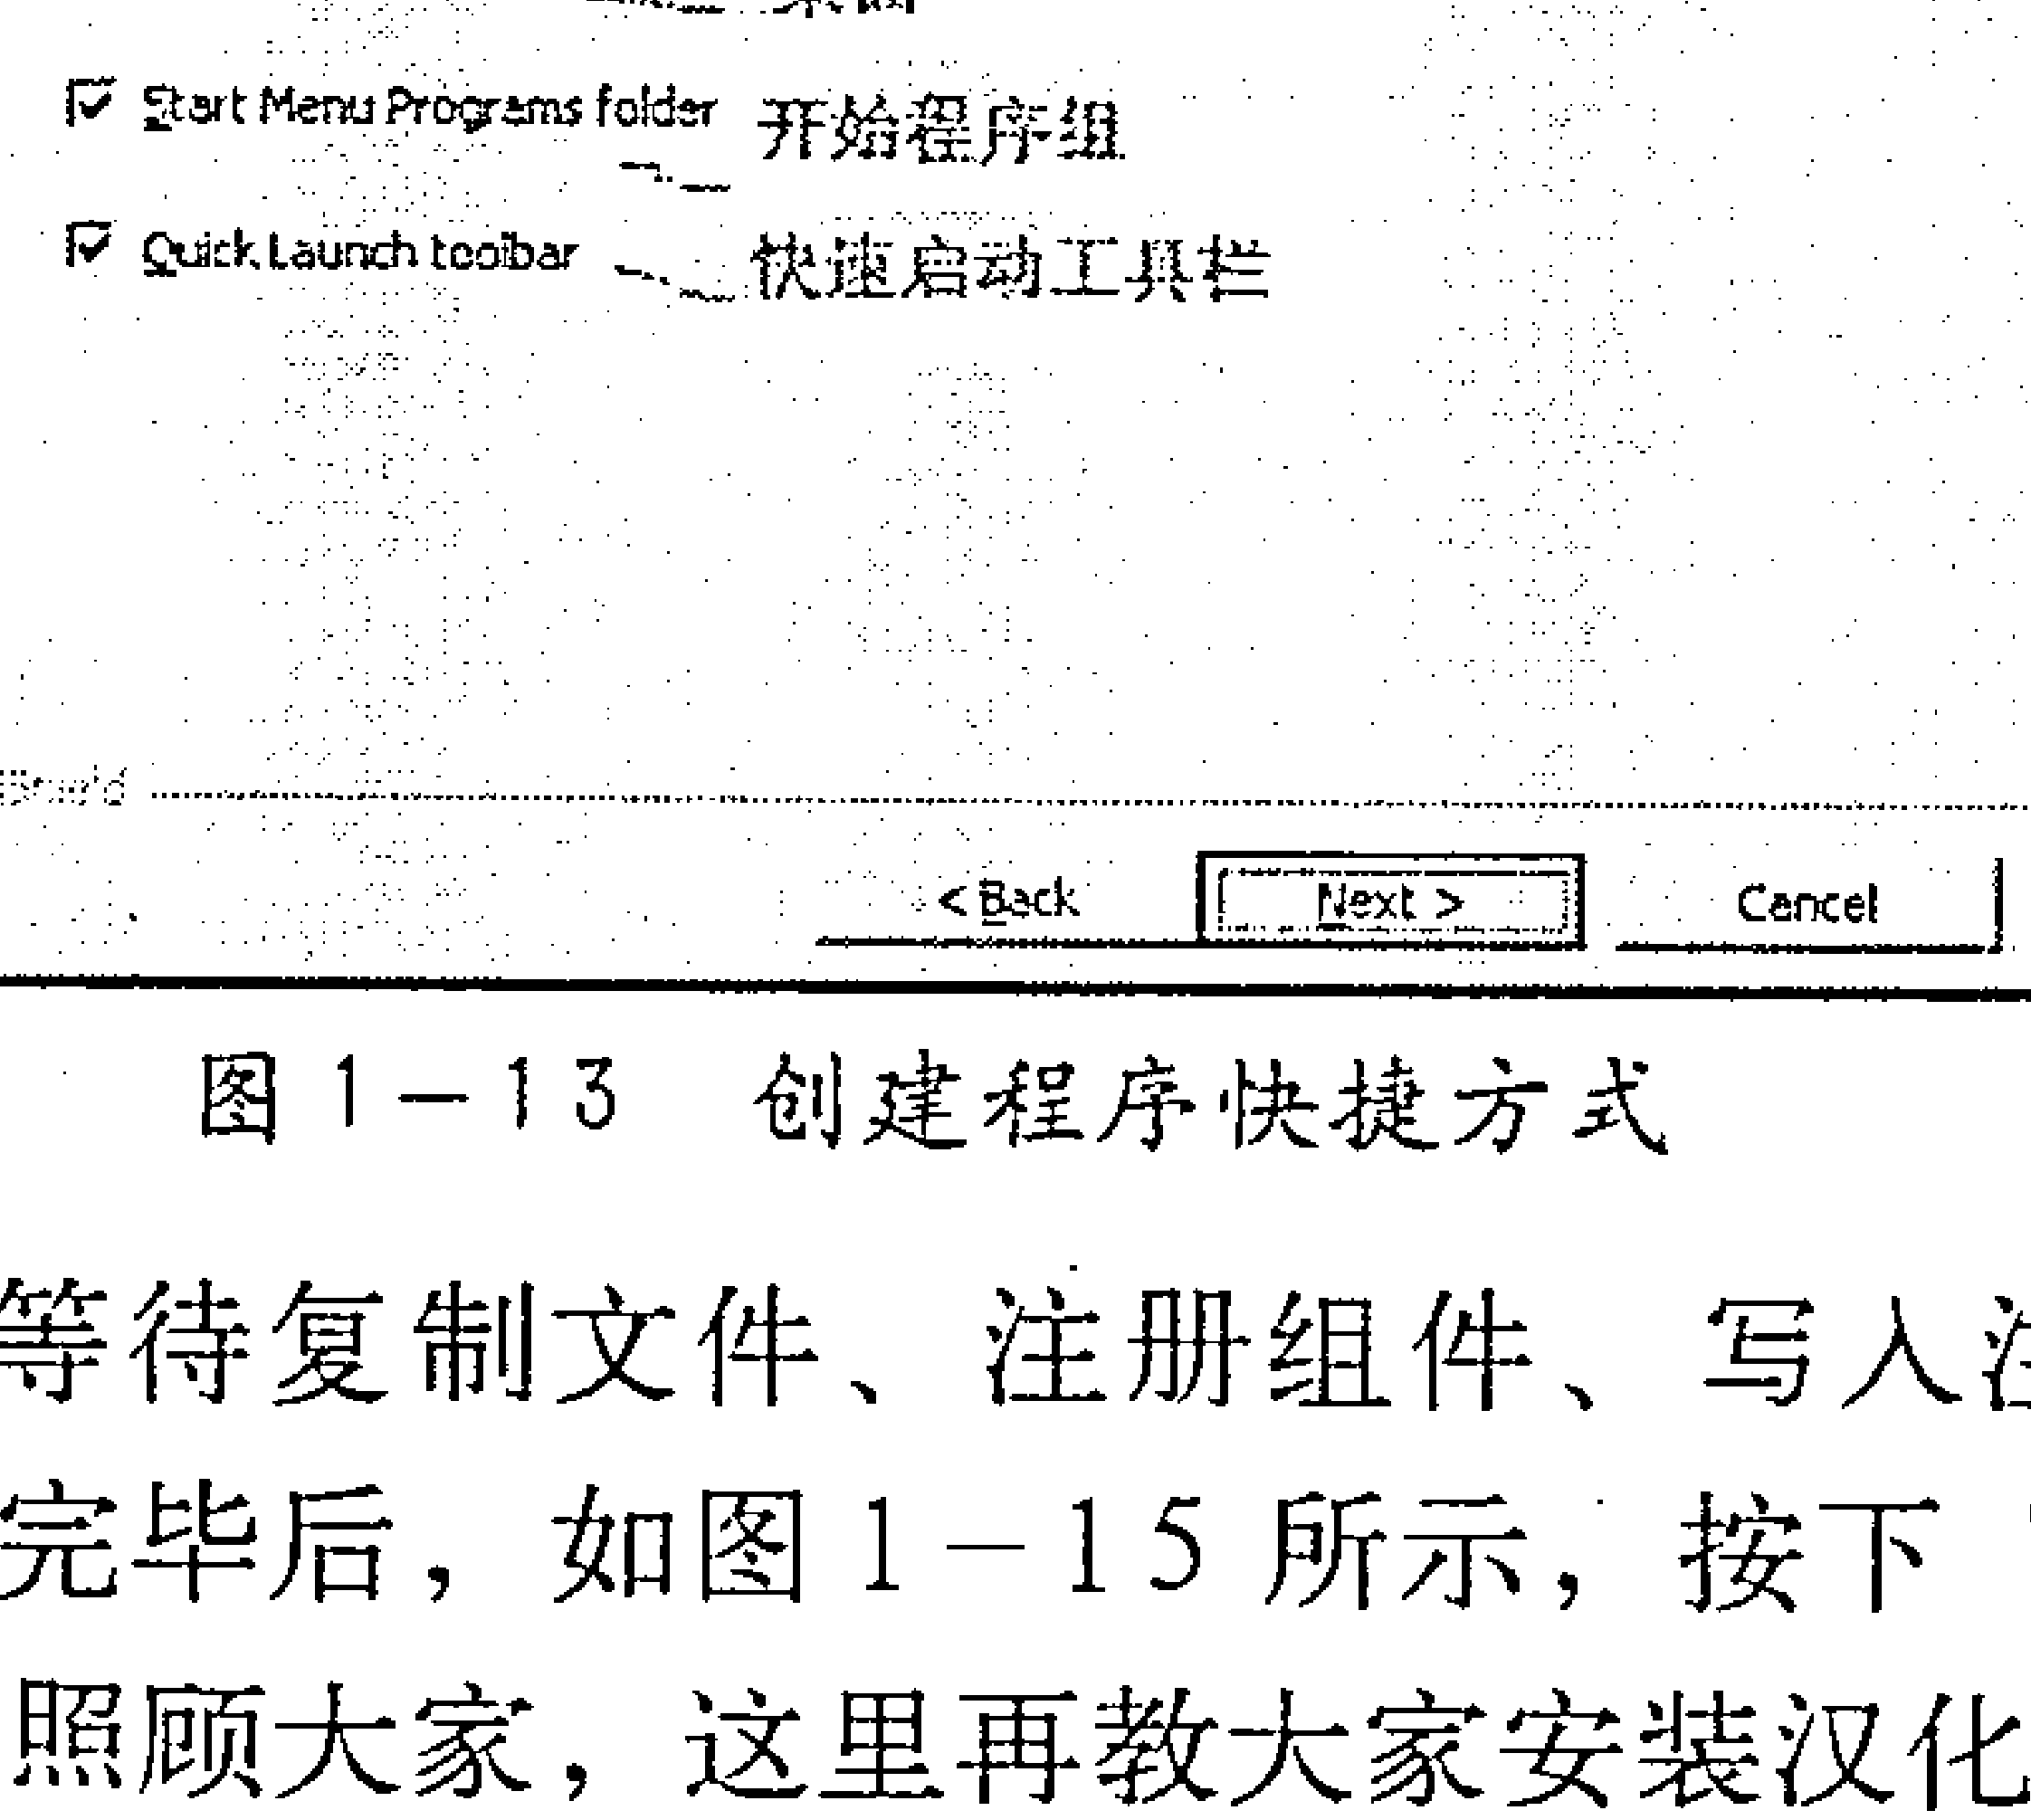 Start Menu Programs folder 开始程序组
Quick Launch toolbar 快速启动工具栏
< Back Next > Cancel
图 1-13 创建程序快捷方式
等待复制文件、注册组件、写入
完毕后，如图 1-15 所示，按下
照顾大家，这里再教大家安装汉化